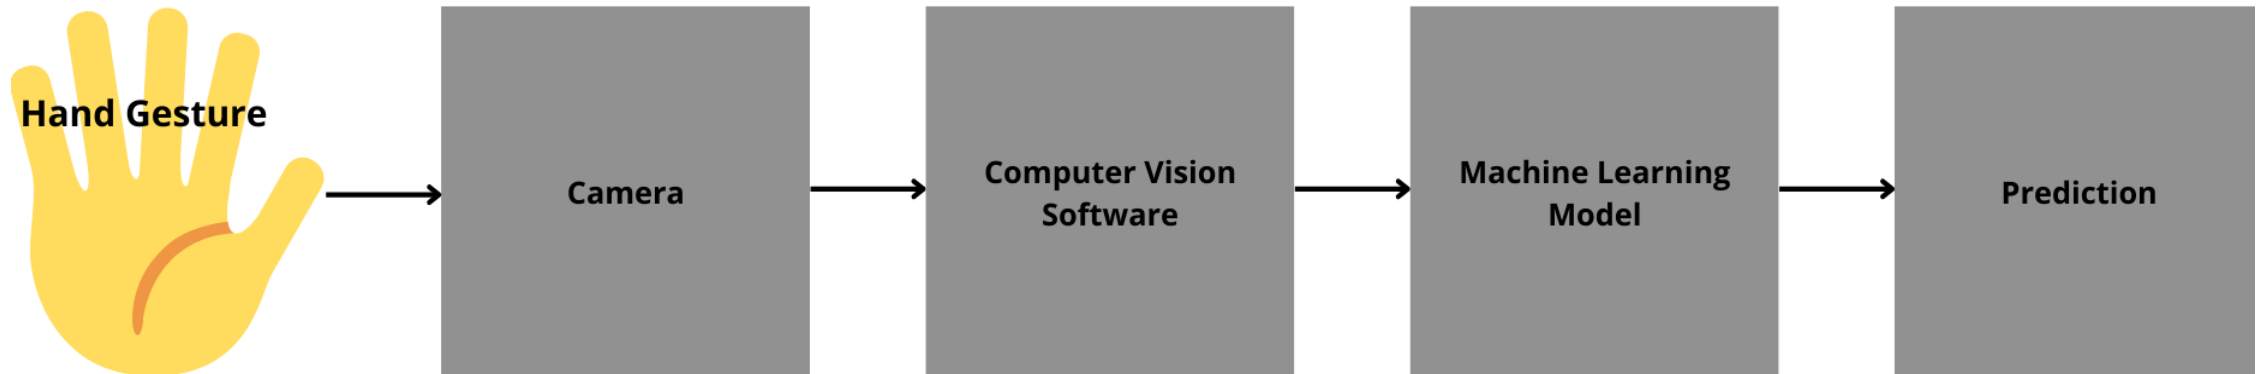 Hand Gesture
Camera
Computer Vision
Software
Machine Learning
Model
Prediction